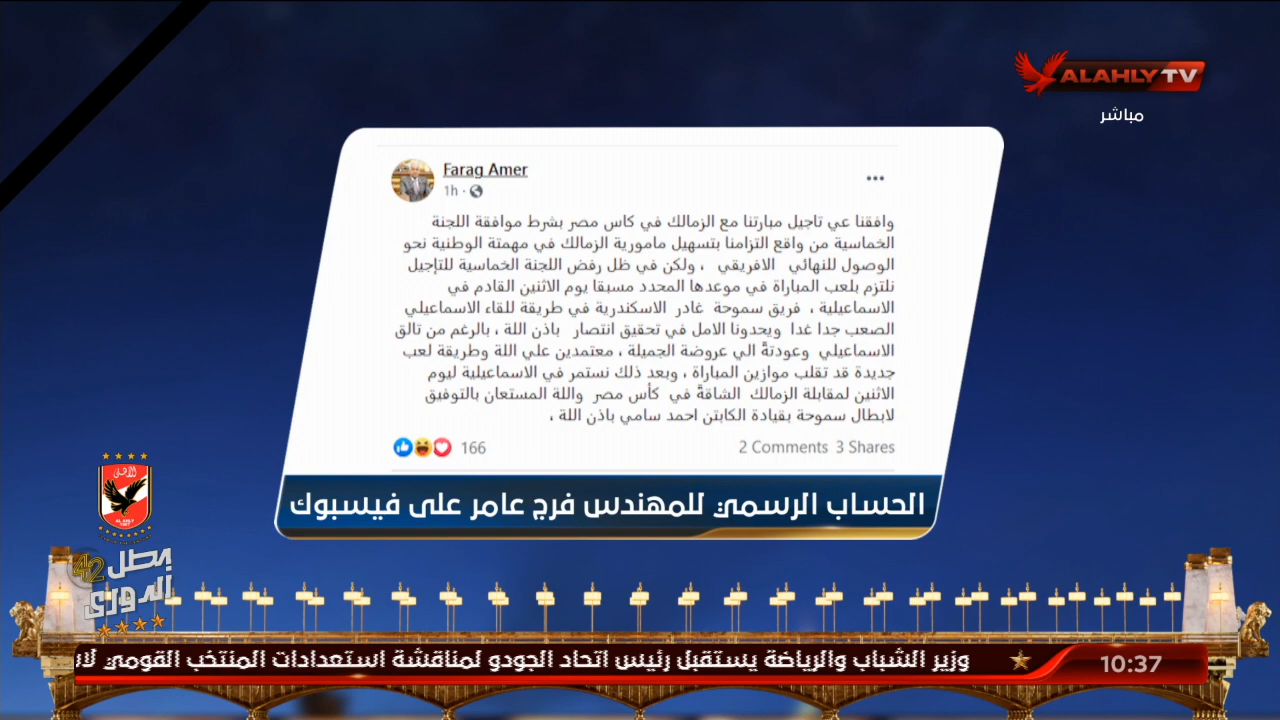 ALAHLY TV
مباشر
Farag Amer
1h
وافقنا عي تاجيل مبارتنا مع الزمالك في كاس مصر بشرط موافقة اللجنة
الخماسية من واقع التزامنا بتسهيل مامورية الزمالك في مهمتة الوطنية نحو
الوصول للنهائي الافريقي ، ولكن في ظل رفض اللجنة الخماسية للتإجيل
نلتزم بلعب المباراة في موعدها المحدد مسبقا يوم الاثنين القادم في
الاسماعيلية ، فريق سموحة غادر الاسكندرية في طريقة للقاء الاسماعيلي
الصعب جدا غدا ويحدونا الامل في تحقيق انتصار باذن اللة ، بالرغم من تالق
الاسماعيلي وعودتةً الي عروضة الجميلة ، معتمدين علي اللة وطريقة لعب
جديدة قد تقلب موازين المباراة ، وبعد ذلك نستمر في الاسماعيلية ليوم
الاثنين لمقابلة الزمالك الشاقةً في كأس مصر واللة المستعان بالتوفيق
لابطال سموحة بقيادة الكابتن احمد سامي باذن اللة ،
166
2 Comments 3 Shares
الحساب الرسمي للمهندس فرج عامر على فيسبوك
الأهلي
AL AHLY
بطل 42
الدوري
وزير الشباب والرياضة يستقبل رئيس اتحاد الجودو لمناقشة استعدادات المنتخب القومي
10:37